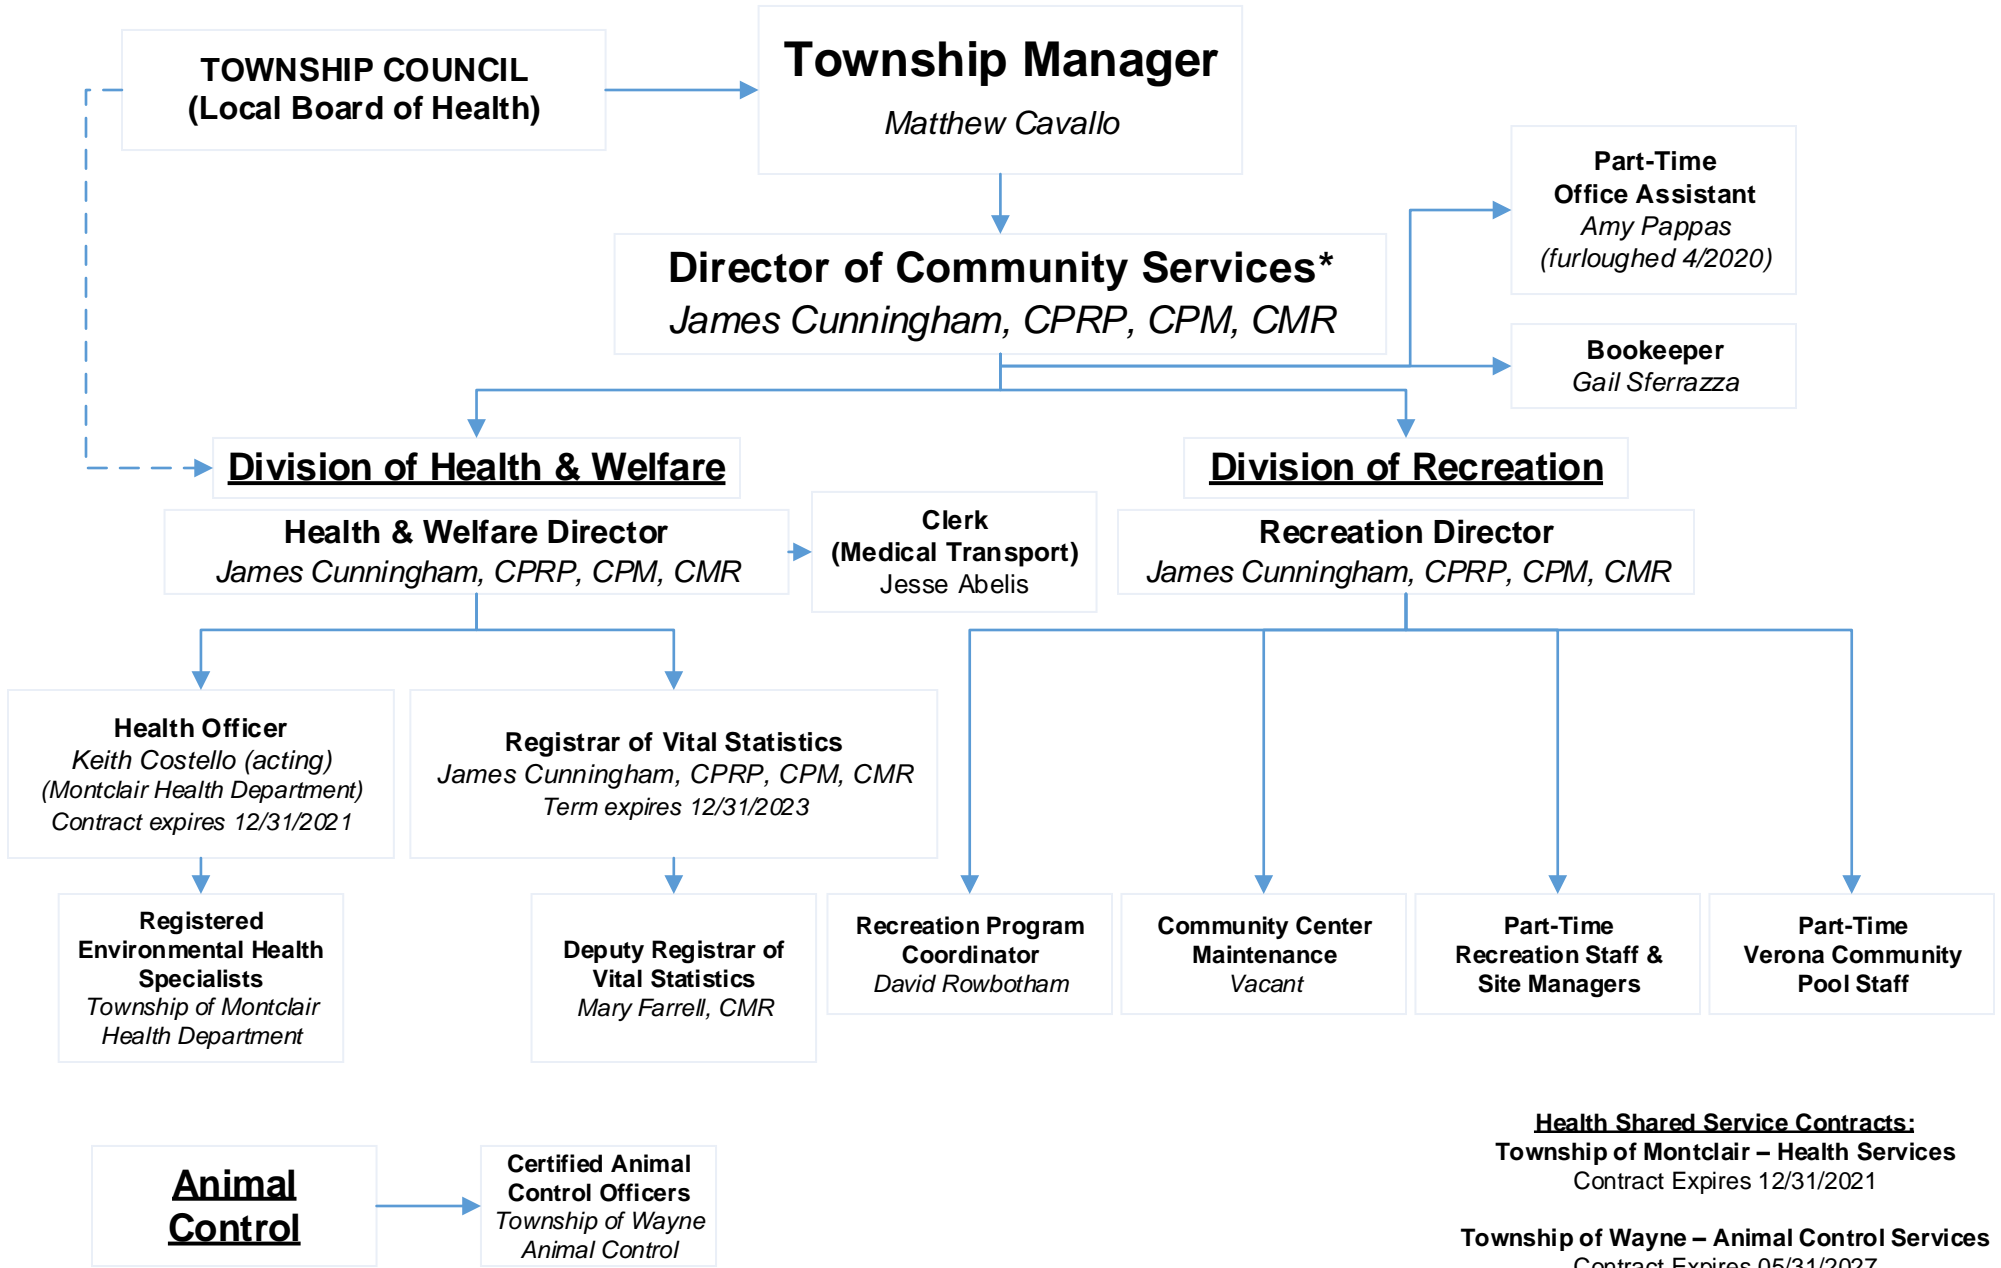 TOWNSHIP COUNCIL
(Local Board of Health)
Township Manager
Matthew Cavallo
Part-Time
Office Assistant
Amy Pappas
(furloughed 4/2020)
Director of Community Services*
James Cunningham, CPRP, CPM, CMR
Bookeeper
Gail Sferrazza
Division of Health & Welfare
Division of Recreation
Health & Welfare Director
James Cunningham, CPRP, CPM, CMR
Clerk
(Medical Transport)
Jesse Abelis
Recreation Director
James Cunningham, CPRP, CPM, CMR
Health Officer
Keith Costello (acting)
(Montclair Health Department)
Contract expires 12/31/2021
Registrar of Vital Statistics
James Cunningham, CPRP, CPM, CMR
Term expires 12/31/2023
Registered
Environmental Health
Specialists
Township of Montclair
Health Department
Deputy Registrar of
Vital Statistics
Mary Farrell, CMR
Recreation Program
Coordinator
David Rowbotham
Community Center
Maintenance
Vacant
Part-Time
Recreation Staff &
Site Managers
Part-Time
Verona Community
Pool Staff
Animal
Control
Certified Animal
Control Officers
Township of Wayne
Animal Control
Health Shared Service Contracts:
Township of Montclair – Health Services
Contract Expires 12/31/2021
Township of Wayne – Animal Control Services
Contract Expires 05/31/2027